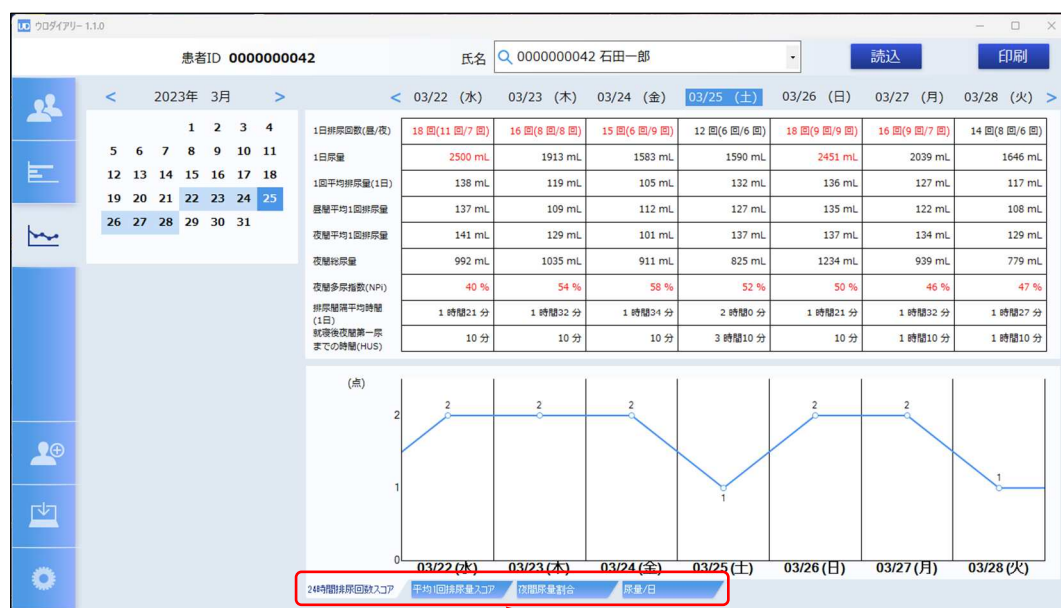 UD ウロダイアリー 1.1.0
患者ID 0000000042 氏名 0000000042 石田一郎 読込 印刷
< 2023年 3月 >
1 2 3 4
5 6 7 8 9 10 11
12 13 14 15 16 17 18
19 20 21 22 23 24 25
26 27 28 29 30 31
< 03/22 (水) 03/23 (木) 03/24 (金) 03/25 (土) 03/26 (日) 03/27 (月) 03/28 (火) >
1日排尿回数(昼/夜) 18 回(11 回/7 回) 16 回(8 回/8 回) 15 回(6 回/9 回) 12 回(6 回/6 回) 18 回(9 回/9 回) 16 回(9 回/7 回) 14 回(8 回/6 回)
1日尿量 2500 mL 1913 mL 1583 mL 1590 mL 2451 mL 2039 mL 1646 mL
1回平均排尿量(1日) 138 mL 119 mL 105 mL 132 mL 136 mL 127 mL 117 mL
昼間平均1回排尿量 137 mL 109 mL 112 mL 127 mL 135 mL 122 mL 108 mL
夜間平均1回排尿量 141 mL 129 mL 101 mL 137 mL 137 mL 134 mL 129 mL
夜間総尿量 992 mL 1035 mL 911 mL 825 mL 1234 mL 939 mL 779 mL
夜間多尿指数(NPi) 40 % 54 % 58 % 52 % 50 % 46 % 47 %
排尿間隔平均時間
(1日) 1 時間21 分 1 時間32 分 1 時間34 分 2 時間0 分 1 時間21 分 1 時間32 分 1 時間27 分
就寝後夜間第一尿
までの時間(HUS) 10 分 10 分 10 分 3 時間10 分 10 分 1 時間10 分 1 時間10 分
(点)
2 2 2 2 2
2
1
1 1
0
03/22(水) 03/23(木) 03/24(金) 03/25(土) 03/26(日) 03/27(月) 03/28(火)
24時間排尿回数スコア 平均1回排尿量スコア 夜間尿量割合 尿量/日